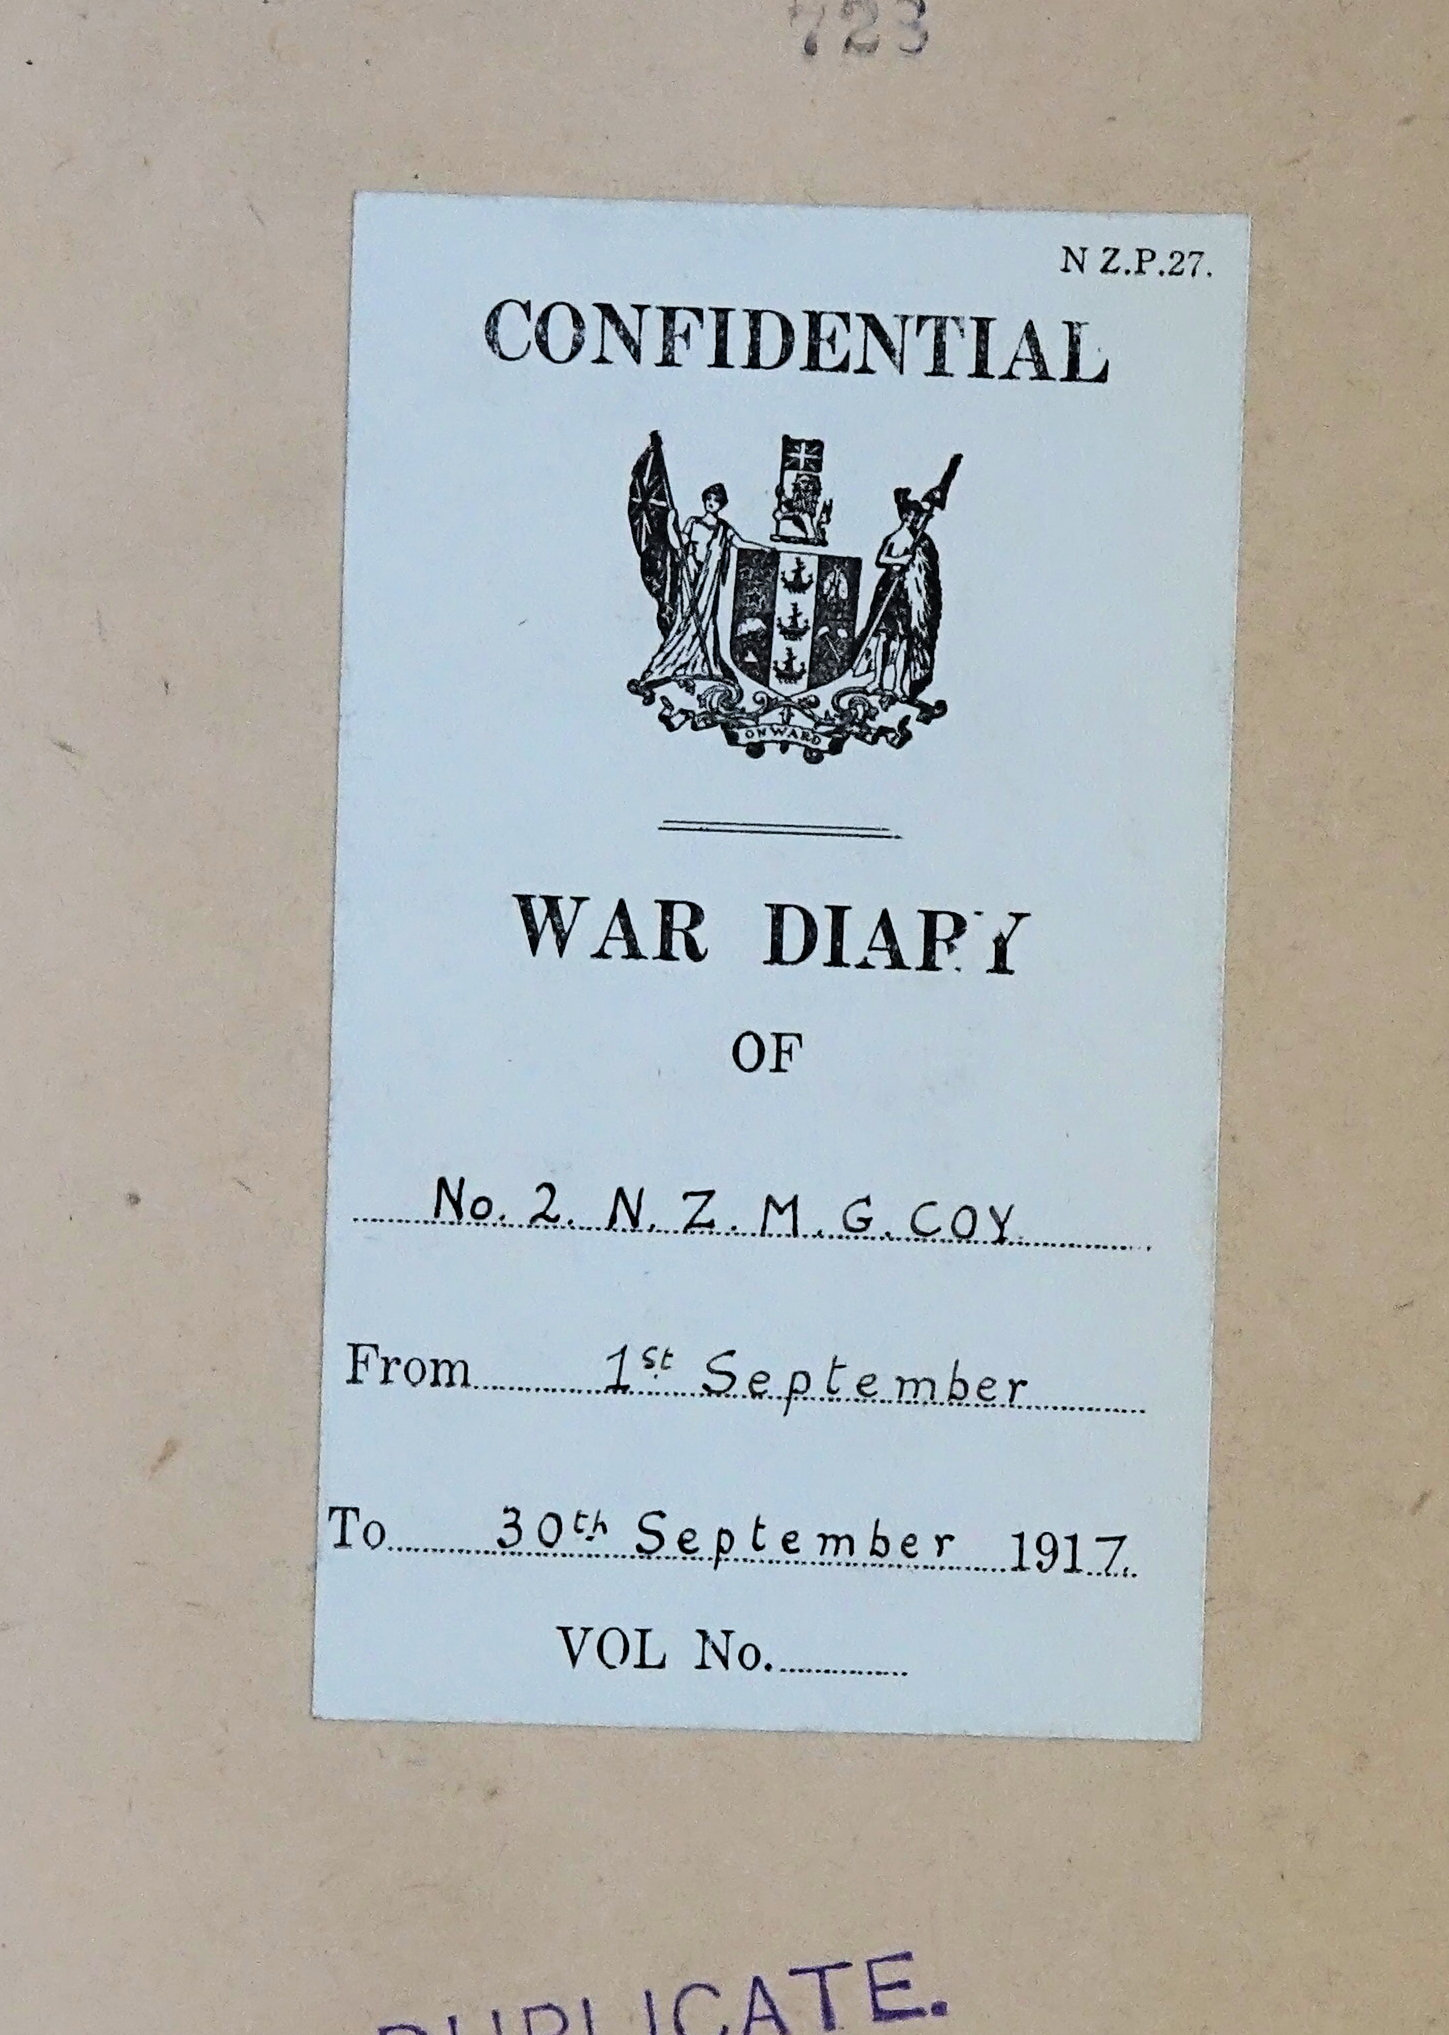 723
N Z.P.27.
CONFIDENTIAL
ONWARD
WAR DIARY
OF
No. 2. N. Z. M. G. COY.
From 1st September
To 30th September 1917.
VOL No.
DUPLICATE.